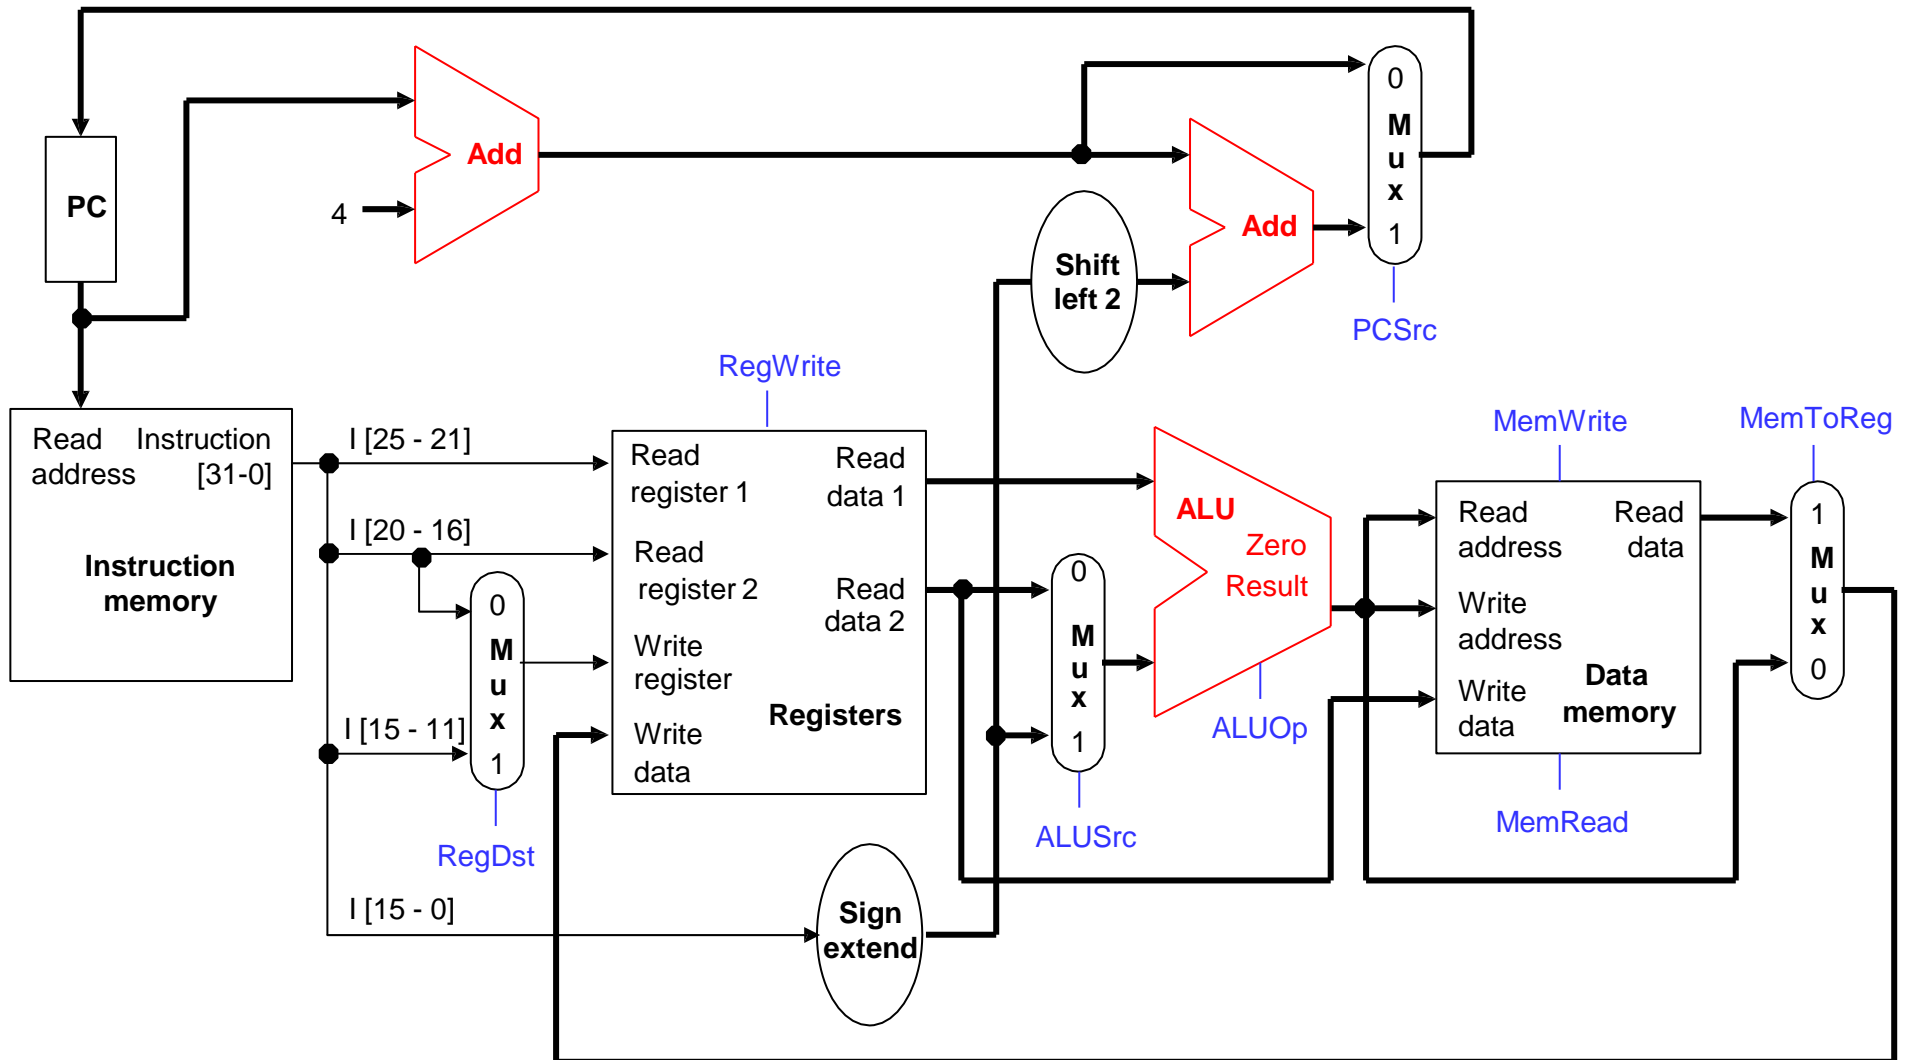 PC
Add
4
Add
Shift
left 2
0
M
u
x
1
PCSrc
RegWrite
Read
address
Instruction
[31-0]
Instruction
memory
I [25 - 21]
I [20 - 16]
I [15 - 11]
I [15 - 0]
0
M
u
x
1
RegDst
Read
register 1
Read
data 1
Read
register 2
Read
data 2
Write
register
Write
data
Registers
Sign
extend
0
M
u
x
1
ALUSrc
ALU
Zero
Result
ALUOp
MemWrite
Read
address
Read
data
Write
address
Write
data
Data
memory
MemRead
MemToReg
1
M
u
x
0